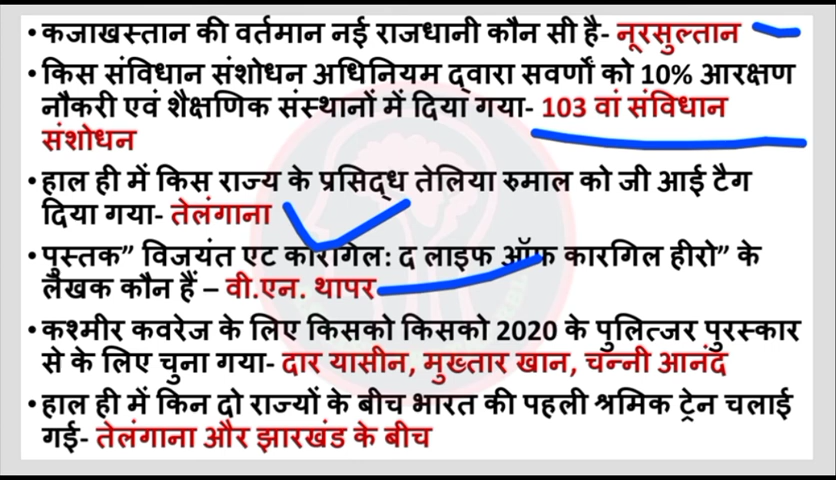 • कजाखस्तान की वर्तमान नई राजधानी कौन सी है- नूरसुल्तान
• किस संविधान संशोधन अधिनियम द्वारा सवर्णों को 10% आरक्षण
नौकरी एवं शैक्षणिक संस्थानों में दिया गया- 103 वां संविधान
संशोधन
• हाल ही में किस राज्य के प्रसिद्ध तेलिया रुमाल को जी आई टैग
दिया गया- तेलंगाना
• पुस्तक” विजयंत एट कारगिल: द लाइफ ऑफ कारगिल हीरो” के
लेखक कौन हैं – वी.एन. थापर
• कश्मीर कवरेज के लिए किसको किसको 2020 के पुलित्जर पुरस्कार
से के लिए चुना गया- दार यासीन, मुख्तार खान, चन्नी आनंद
• हाल ही में किन दो राज्यों के बीच भारत की पहली श्रमिक ट्रेन चलाई
गई- तेलंगाना और झारखंड के बीच